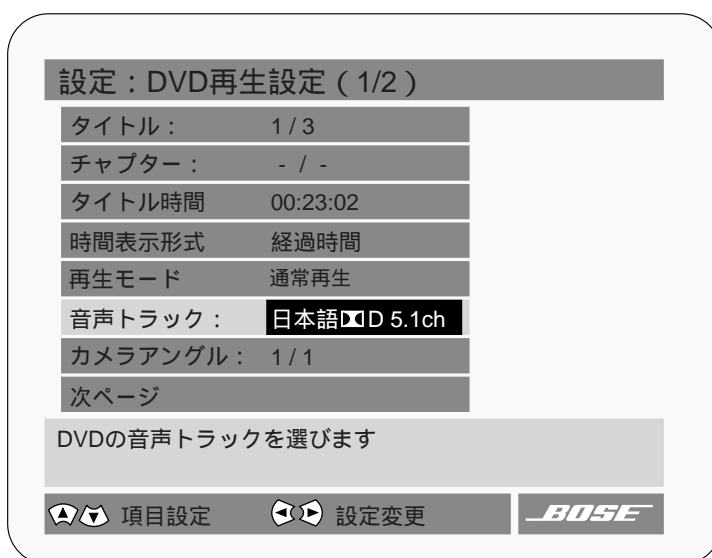 設定：DVD再生設定（1/2）
タイトル： 1 / 3
チャプター： - / -
タイトル時間 00:23:02
時間表示形式 経過時間
再生モード 通常再生
音声トラック： 日本語 D 5.1ch
カメラアングル： 1 / 1
次ページ
DVDの音声トラックを選びます
項目設定 設定変更 BOSE